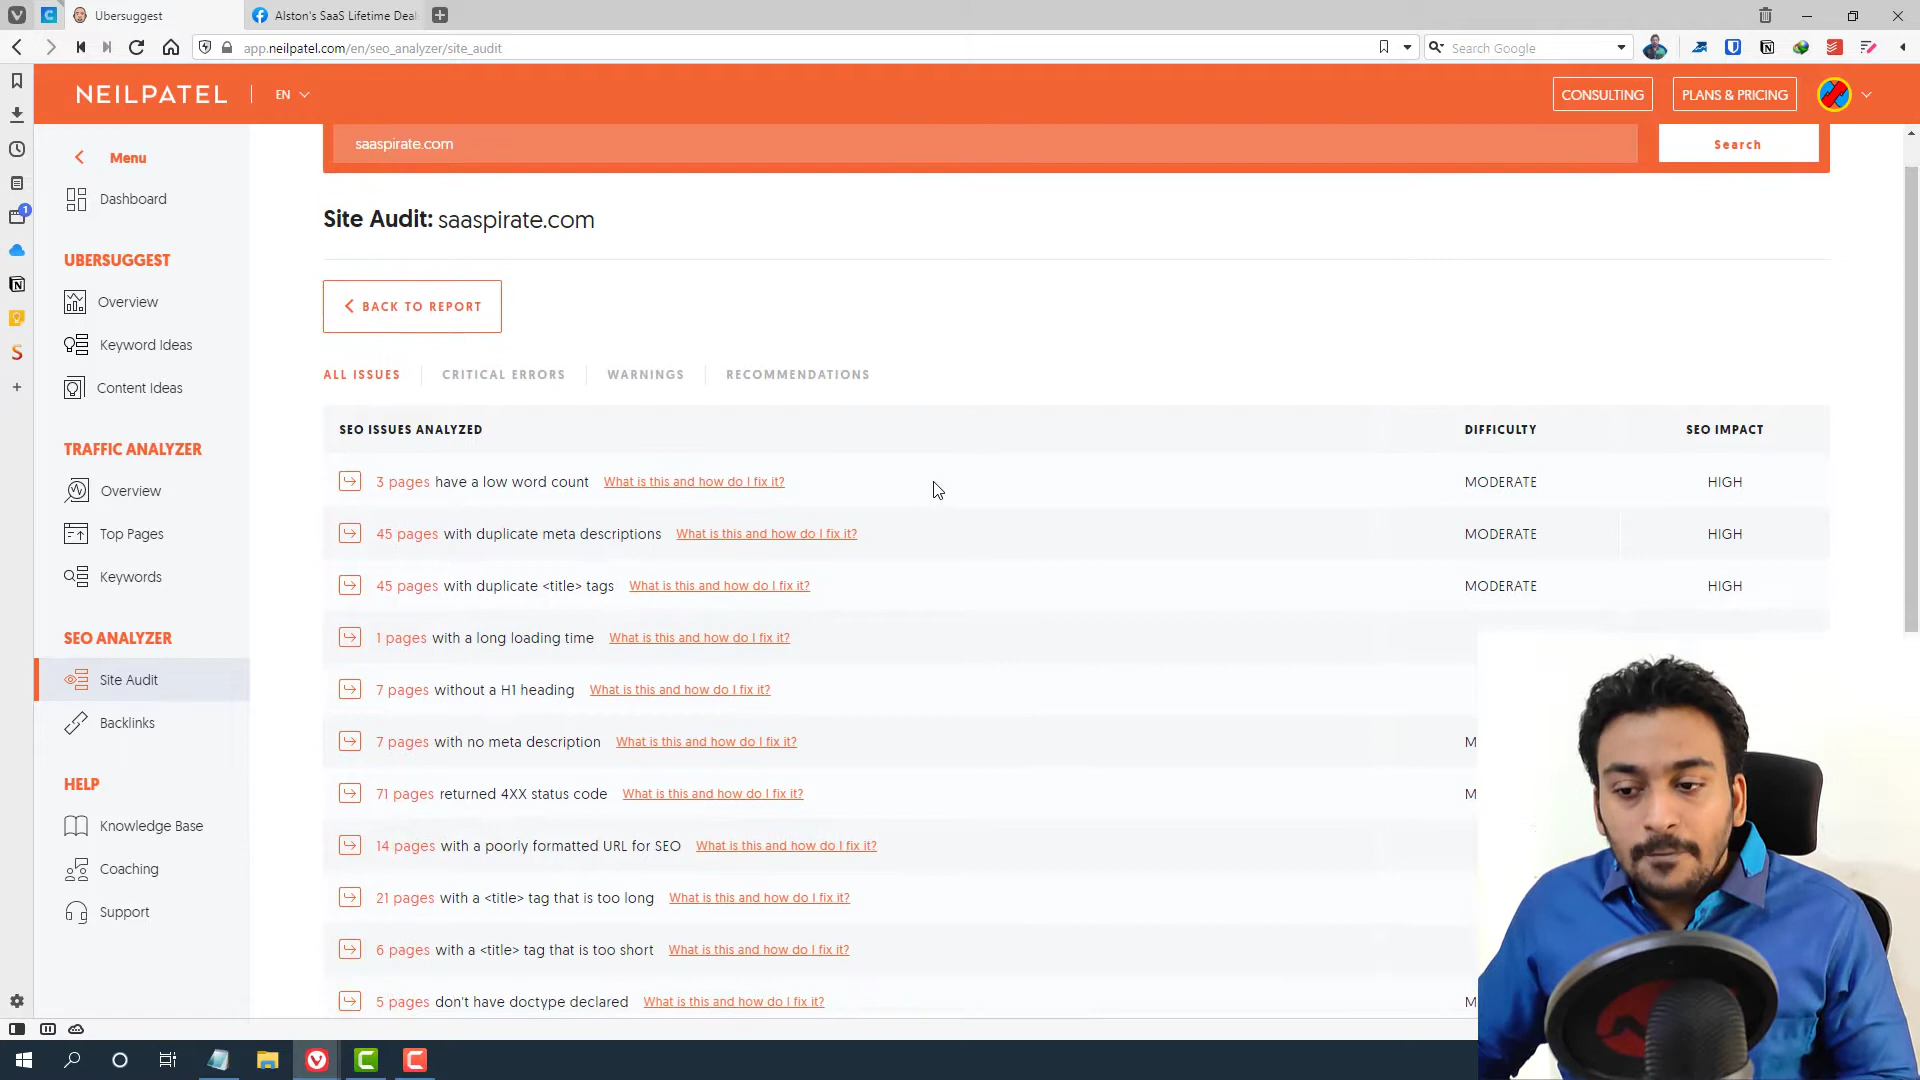 Ubersuggest
Alston's SaaS Lifetime Dea
app.neilpatel.com/en/seo_analyzer/site_audit
Search Google
NEILPATEL
EN
CONSULTING
PLANS & PRICING
Menu
saaspirate.com
Search
Dashboard
Site Audit: saaspirate.com
UBERSUGGEST
Overview
BACK TO REPORT
Keyword Ideas
Content Ideas
ALL ISSUES
CRITICAL ERRORS
WARNINGS
RECOMMENDATIONS
SEO ISSUES ANALYZED
DIFFICULTY
SEO IMPACT
TRAFFIC ANALYZER
Overview
Top Pages
Keywords
3 pages have a low word count What is this and how do I fix it? MODERATE HIGH
45 pages with duplicate meta descriptions What is this and how do I fix it? MODERATE HIGH
45 pages with duplicate <title> tags What is this and how do I fix it? MODERATE HIGH
1 pages with a long loading time What is this and how do I fix it?
7 pages without a H1 heading What is this and how do I fix it?
7 pages with no meta description What is this and how do I fix it? M
71 pages returned 4XX status code What is this and how do I fix it? M
14 pages with a poorly formatted URL for SEO What is this and how do I fix it?
21 pages with a <title> tag that is too long What is this and how do I fix it?
6 pages with a <title> tag that is too short What is this and how do I fix it?
5 pages don't have doctype declared What is this and how do I fix it? M
SEO ANALYZER
Site Audit
Backlinks
HELP
Knowledge Base
Coaching
Support
1